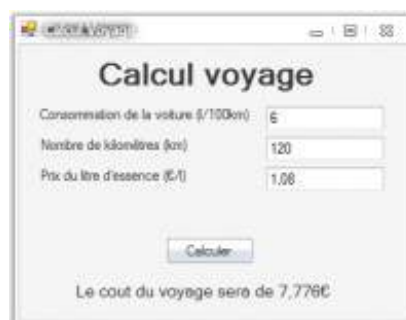 Calcul voyage
Consommation de la voiture (l/100km) 6
Nombre de kilomètres (km) 120
Prix du litre d'essence (€/l) 1,08
Calculer
Le cout du voyage sera de 7,776€